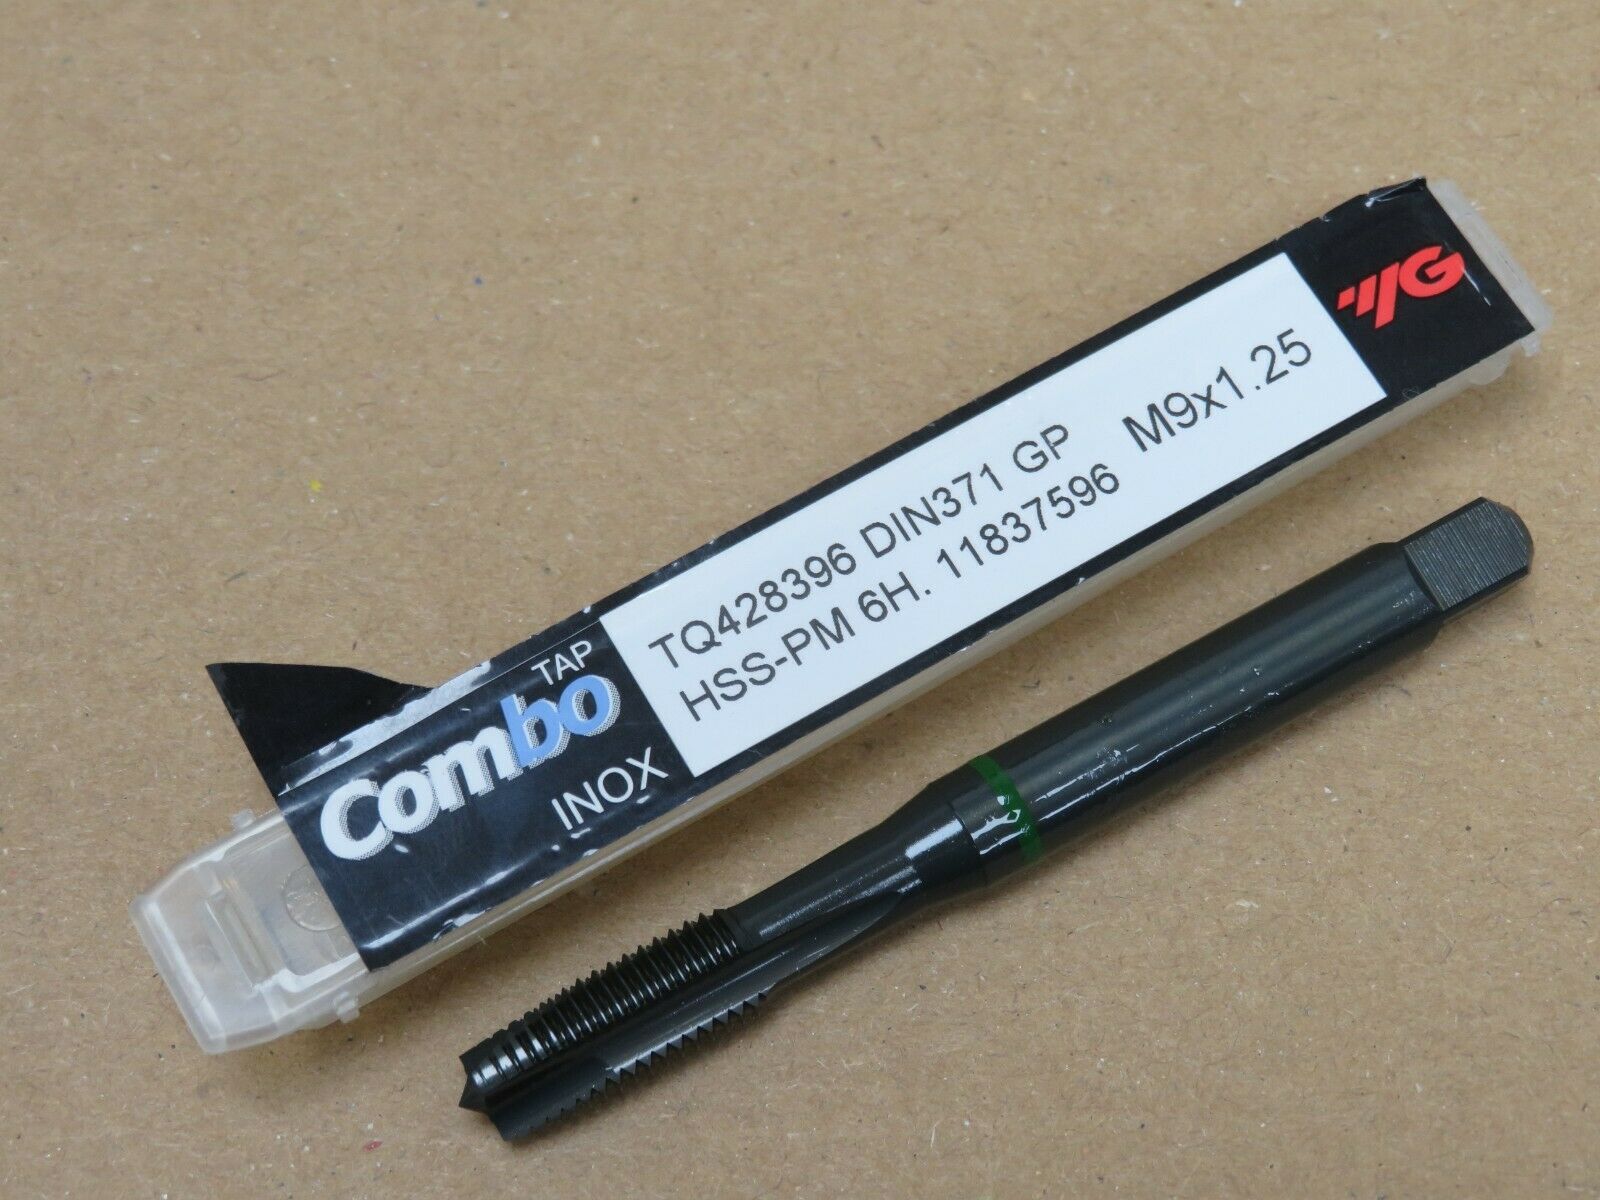 TAP
Combo
INOX
TQ428396 DIN371 GP
HSS-PM 6H. 11837596 M9x1.25
YG